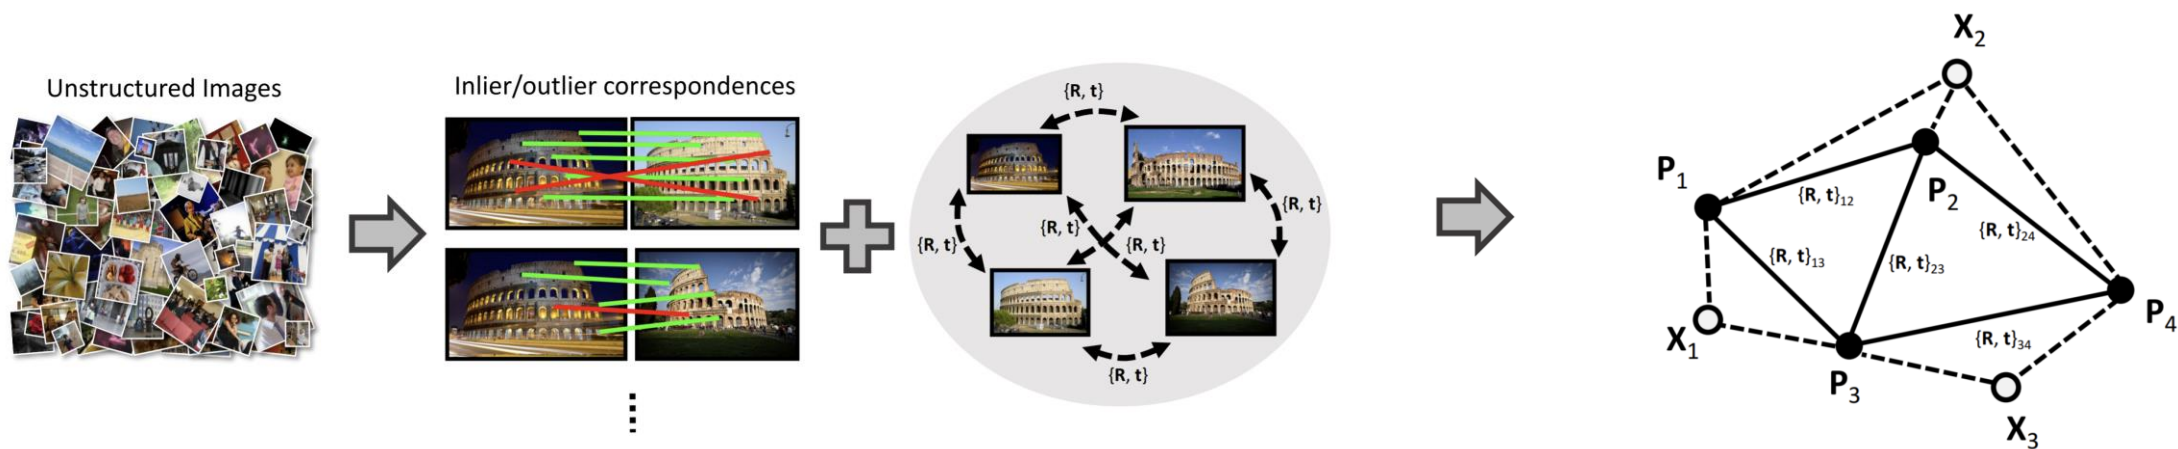 Unstructured Images
Inlier/outlier correspondences
{R, t}
{R, t}
{R, t}
{R, t}
{R, t}
{R, t}
X₂
P₁
P₂
{R, t}₁₂
{R, t}₂₄
{R, t}₁₃
{R, t}₂₃
P₄
X₁
{R, t}₃₄
P₃
X₃